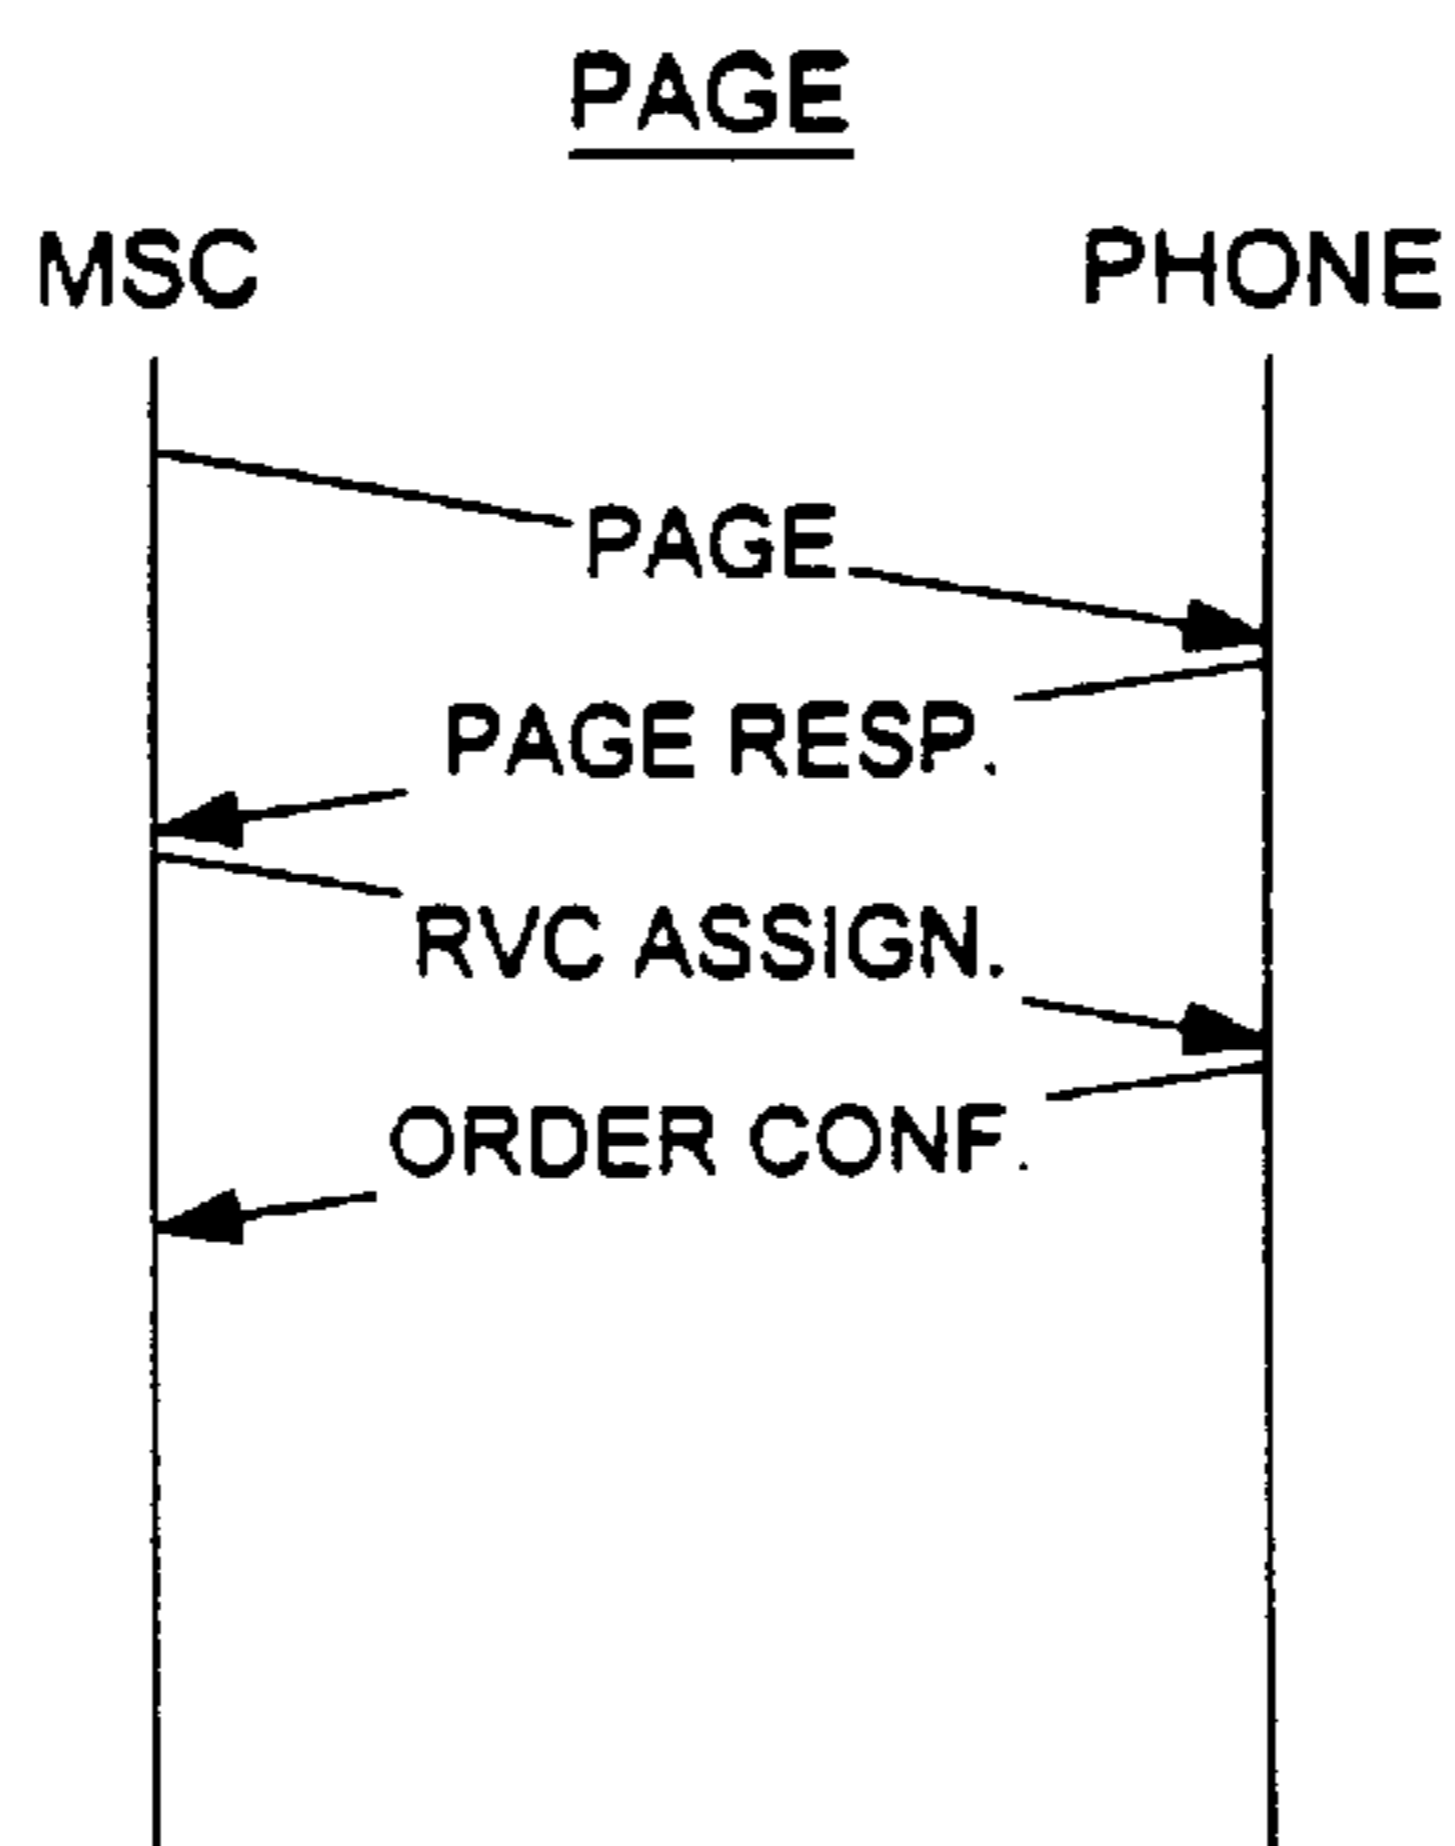 PAGE
MSC PHONE
PAGE
PAGE RESP.
RVC ASSIGN.
ORDER CONF.